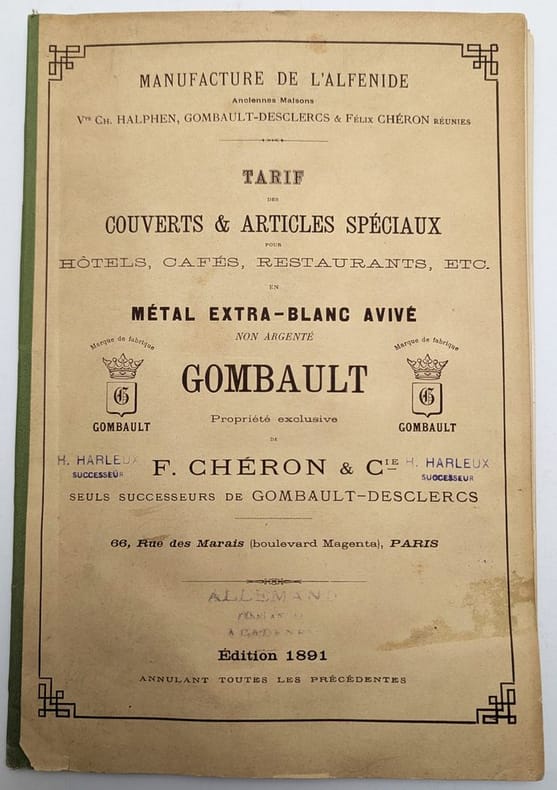 MANUFACTURE DE L'ALFENIDE
Anciennes Maisons
Vve CH. HALPHEN, GOMBAULT-DESCLERCS & FÉLIX CHÉRON RÉUNIES
TARIF
DES
COUVERTS & ARTICLES SPÉCIAUX
POUR
HÔTELS, CAFÉS, RESTAURANTS, ETC.
EN
MÉTAL EXTRA-BLANC AVIVÉ
NON ARGENTÉ
Marque de fabrique
G
GOMBAULT
GOMBAULT
Marque de fabrique
G
GOMBAULT
Propriété exclusive
DE
H. HARLEUX
SUCCESSEUR
F. CHÉRON & CIE
H. HARLEUX
SUCCESSEUR
SEULS SUCCESSEURS DE GOMBAULT-DESCLERCS
66, Rue des Marais (boulevard Magenta), PARIS
ALLEMAND
Édition 1891
ANNULANT TOUTES LES PRÉCÉDENTES